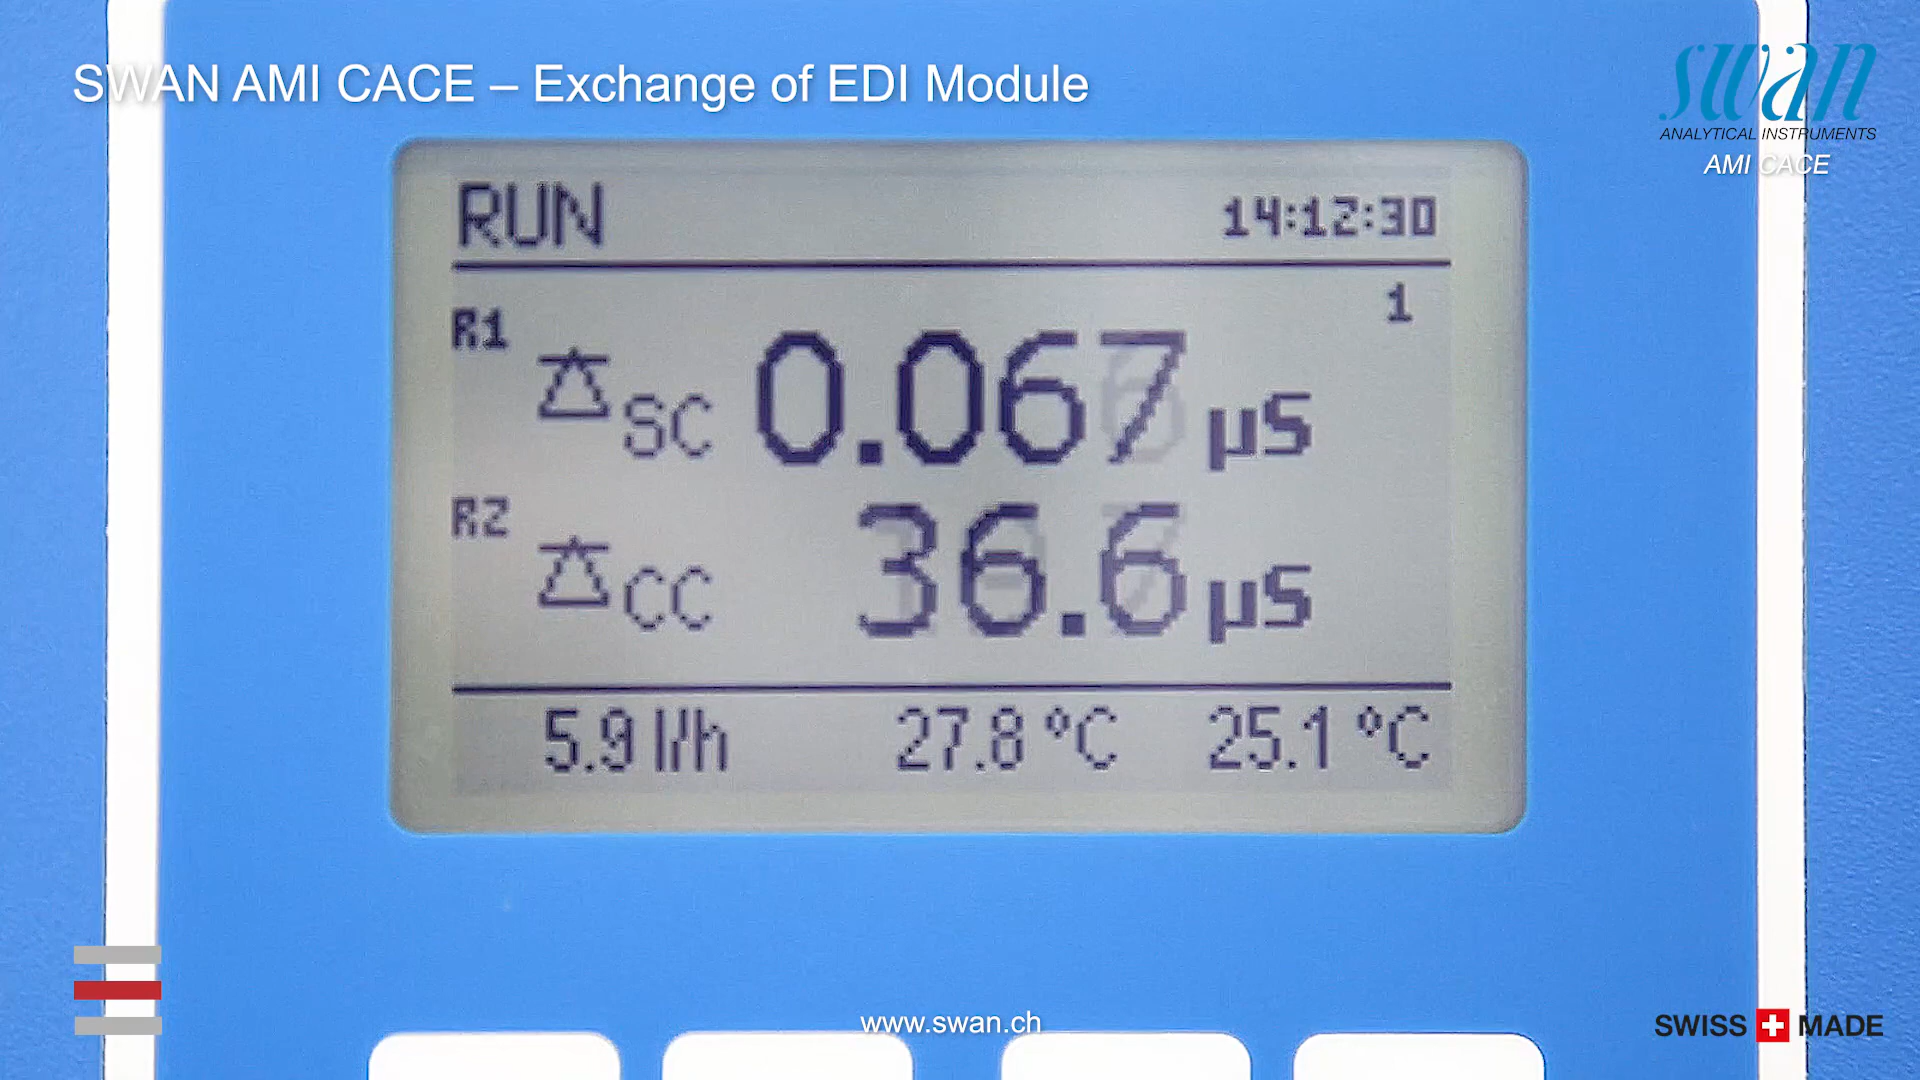 SWAN AMI CACE – Exchange of EDI Module
swan
ANALYTICAL INSTRUMENTS
AMI CACE
RUN 14:12:30
1
R1 SC 0.067 µS
R2 CC 36.6 µS
5.9 l/h 27.8 °C 25.1 °C
www.swan.ch
SWISS MADE